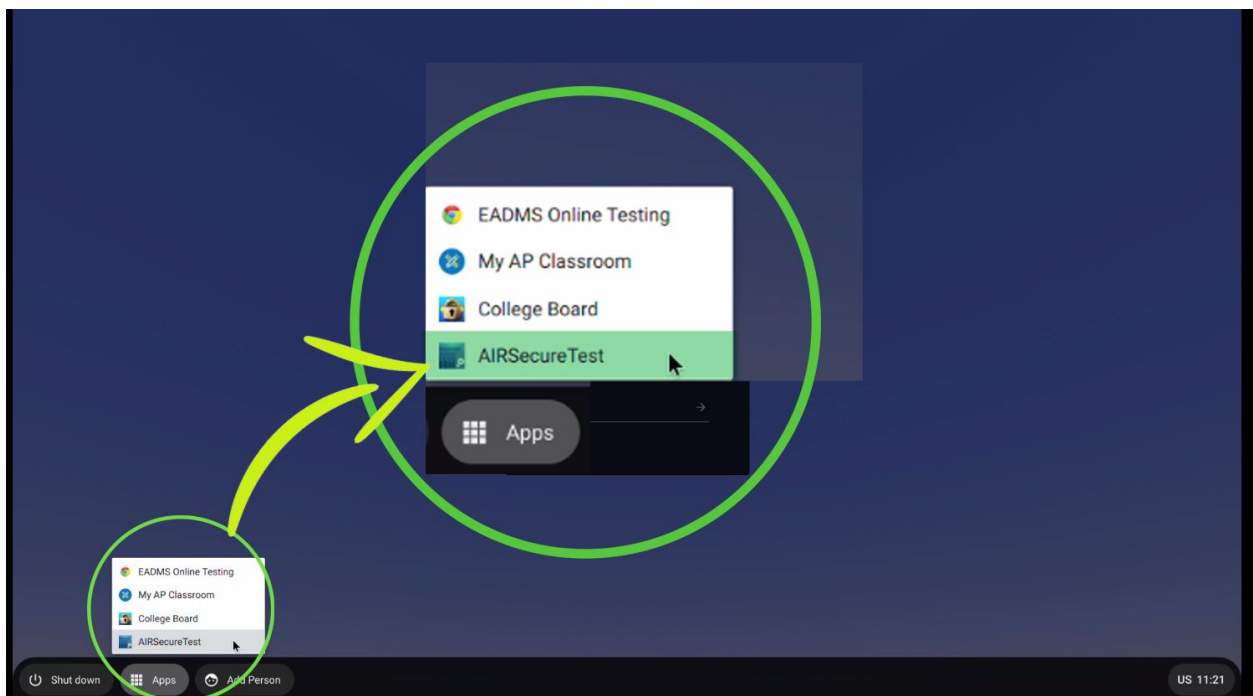 EADMS Online Testing
My AP Classroom
College Board
AIRSecureTest
Apps
EADMS Online Testing
My AP Classroom
College Board
AIRSecureTest
Shut down Apps Add Person US 11:21